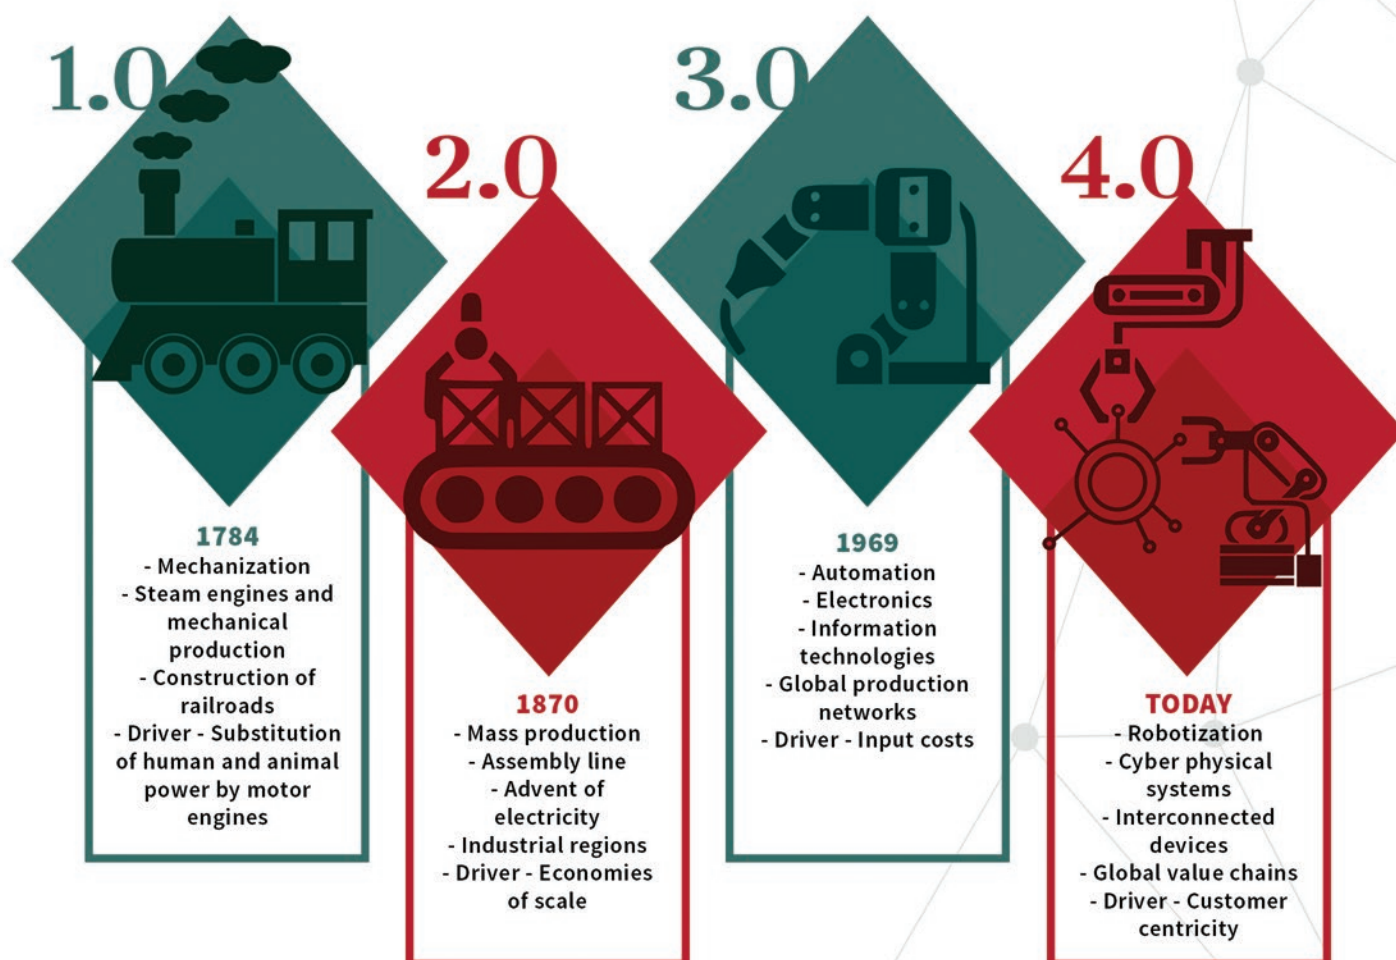 1.0
1784
- Mechanization
- Steam engines and
mechanical
production
- Construction of
railroads
- Driver - Substitution
of human and animal
power by motor
engines
2.0
1870
- Mass production
- Assembly line
- Advent of
electricity
- Industrial regions
- Driver - Economies
of scale
3.0
1969
- Automation
- Electronics
- Information
technologies
- Global production
networks
- Driver - Input costs
4.0
TODAY
- Robotization
- Cyber physical
systems
- Interconnected
devices
- Global value chains
- Driver - Customer
centricity